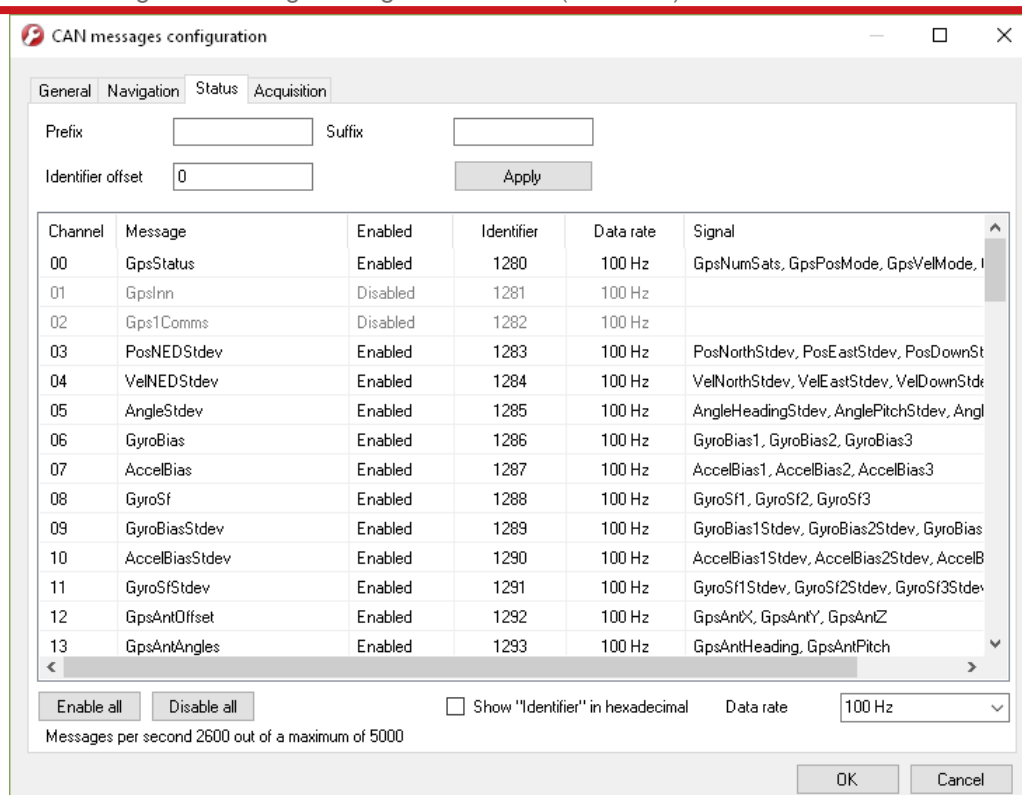 CAN messages configuration
General Navigation Status Acquisition
Prefix Suffix
Identifier offset 0 Apply
Channel Message Enabled Identifier Data rate Signal
00 GpsStatus Enabled 1280 100 Hz GpsNumSats, GpsPosMode, GpsVelMode,
01 GpsInn Disabled 1281 100 Hz
02 Gps1Comms Disabled 1282 100 Hz
03 PosNEDStdev Enabled 1283 100 Hz PosNorthStdev, PosEastStdev, PosDownSt
04 VelNEDStdev Enabled 1284 100 Hz VelNorthStdev, VelEastStdev, VelDownStde
05 AngleStdev Enabled 1285 100 Hz AngleHeadingStdev, AnglePitchStdev, Angl
06 GyroBias Enabled 1286 100 Hz GyroBias1, GyroBias2, GyroBias3
07 AccelBias Enabled 1287 100 Hz AccelBias1, AccelBias2, AccelBias3
08 GyroSf Enabled 1288 100 Hz GyroSf1, GyroSf2, GyroSf3
09 GyroBiasStdev Enabled 1289 100 Hz GyroBias1Stdev, GyroBias2Stdev, GyroBias
10 AccelBiasStdev Enabled 1290 100 Hz AccelBias1Stdev, AccelBias2Stdev, AccelB
11 GyroSfStdev Enabled 1291 100 Hz GyroSf1Stdev, GyroSf2Stdev, GyroSf3Stdev
12 GpsAntOffset Enabled 1292 100 Hz GpsAntX, GpsAntY, GpsAntZ
13 GpsAntAngles Enabled 1293 100 Hz GpsAntHeading, GpsAntPitch
Enable all Disable all Show "Identifier" in hexadecimal Data rate 100 Hz
Messages per second 2600 out of a maximum of 5000
OK Cancel